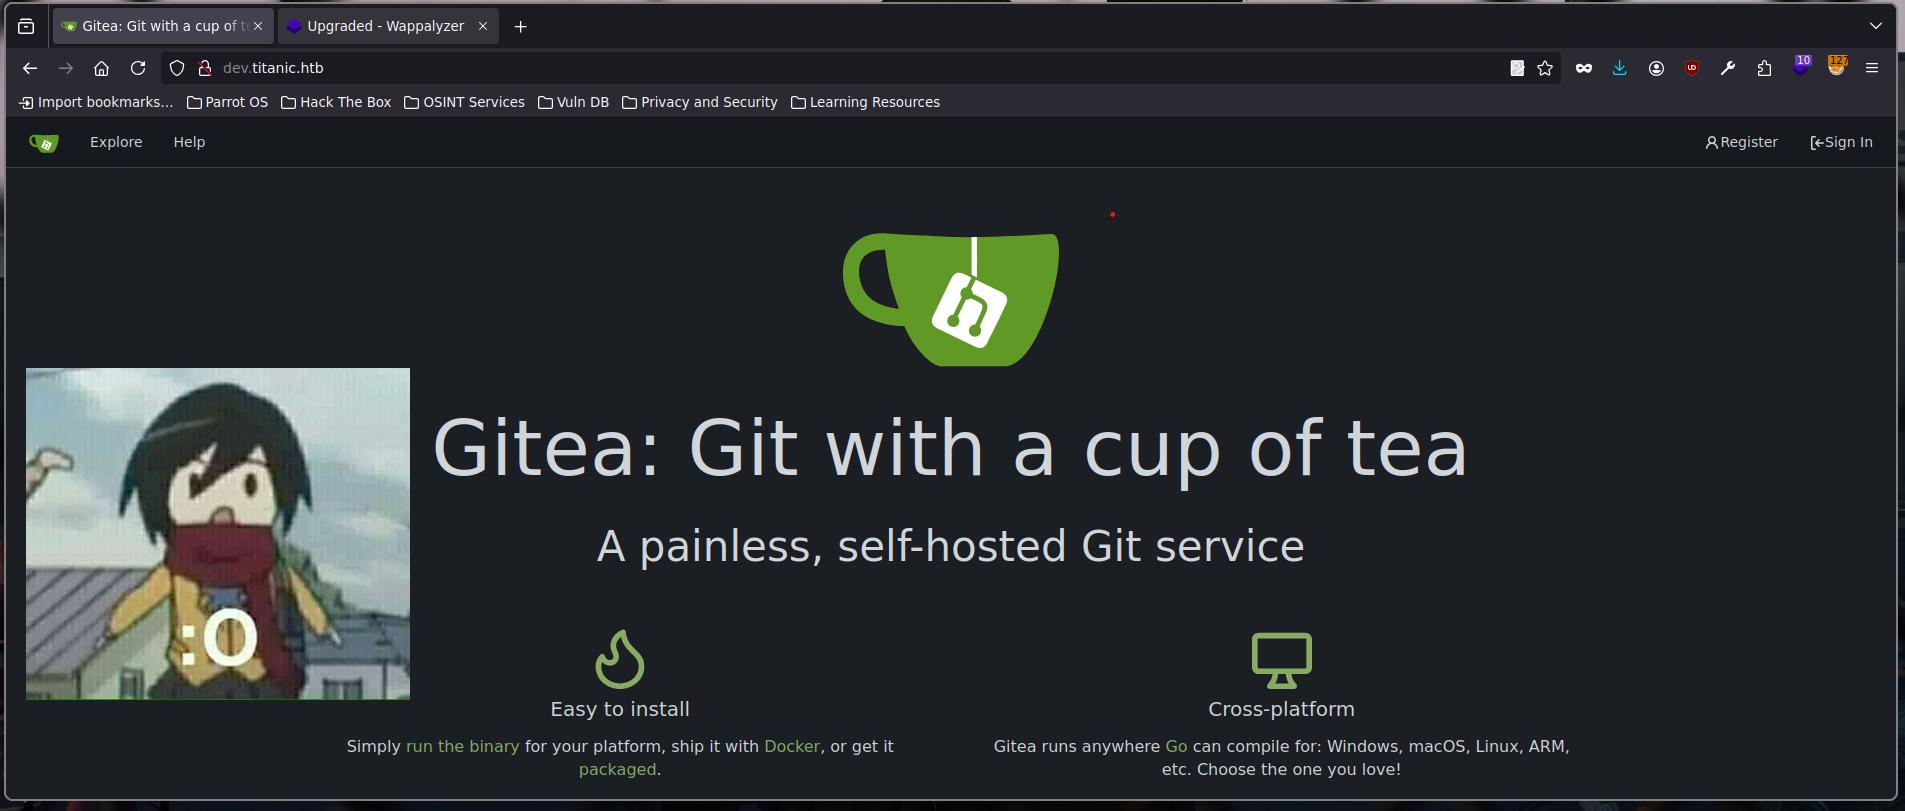 Gitea: Git with a cup of te
Upgraded - Wappalyzer
dev.titanic.htb
10
127
Import bookmarks...
Parrot OS
Hack The Box
OSINT Services
Vuln DB
Privacy and Security
Learning Resources
Explore
Help
Register
Sign In
Gitea: Git with a cup of tea
A painless, self-hosted Git service
:O
Easy to install
Simply run the binary for your platform, ship it with Docker, or get it
packaged.
Cross-platform
Gitea runs anywhere Go can compile for: Windows, macOS, Linux, ARM,
etc. Choose the one you love!